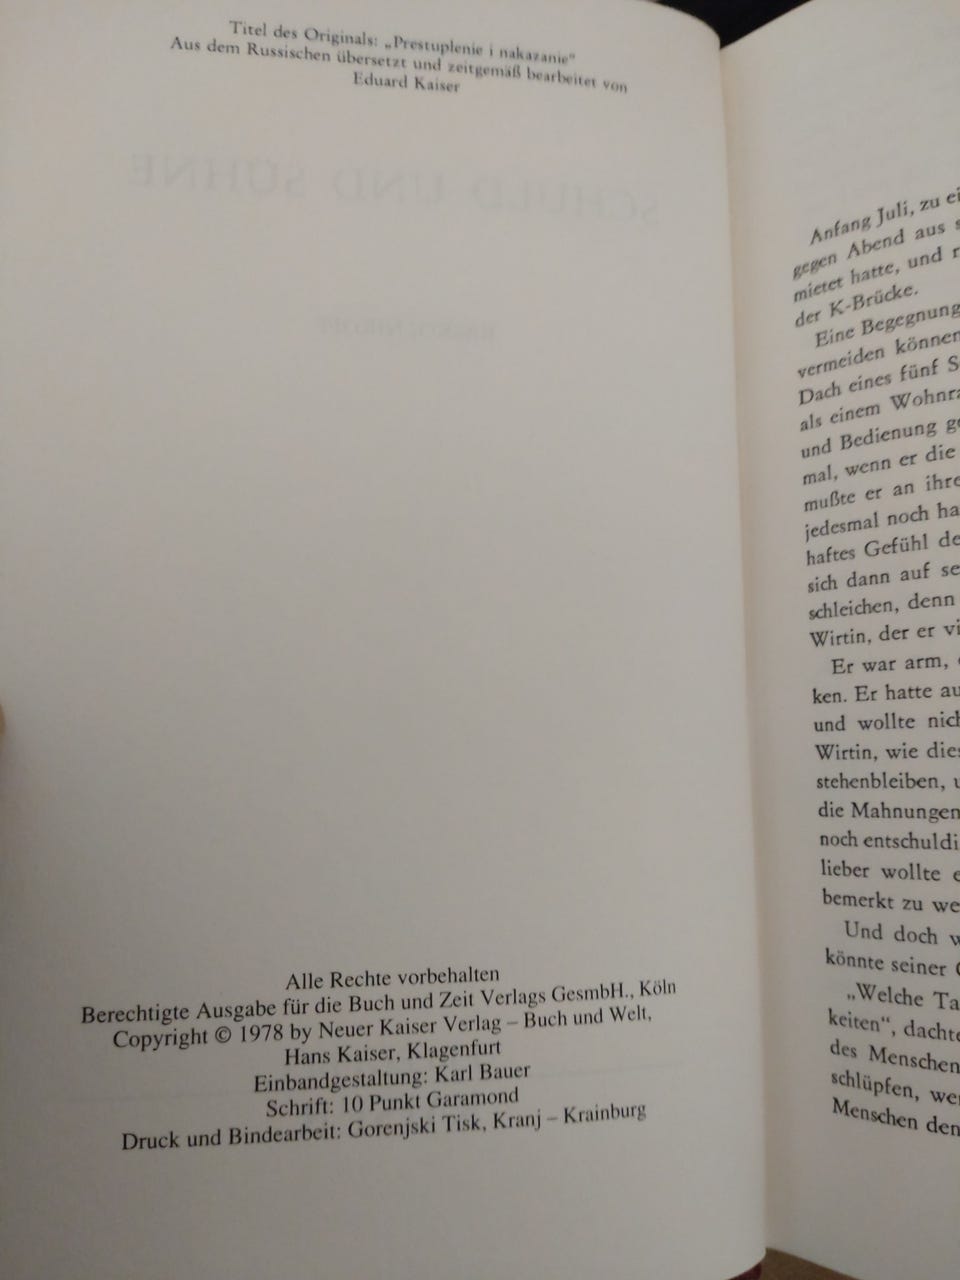 Titel des Originals: „Prestuplenie i nakazanie“
Aus dem Russischen übersetzt und zeitgemäß bearbeitet von
Eduard Kaiser
SCHULD UND SÜHNE
Alle Rechte vorbehalten
Berechtigte Ausgabe für die Buch und Zeit Verlags GesmbH., Köln
Copyright © 1978 by Neuer Kaiser Verlag – Buch und Welt,
Hans Kaiser, Klagenfurt
Einbandgestaltung: Karl Bauer
Schrift: 10 Punkt Garamond
Druck und Bindearbeit: Gorenjski Tisk, Kranj – Krainburg
Anfang Juli, zu
gegen Abend aus
mietet hatte, und
der K-Brücke.
Eine Begegnung
vermeiden können
Dach eines fünf
als einem
und Bedienung
mal, wenn er die
mußte er an
jedesmal noch
haftes Gefühl
sich dann auf
schleichen, denn
Wirtin, der er
Er war arm,
ken. Er hatte
und wollte
Wirtin, wie
stehenbleiben,
die Mahnungen
noch
lieber wollte
bemerkt zu
Und doch
könnte seiner
„Welche
keiten“,
des Menschen
schlüpfen,
Menschen